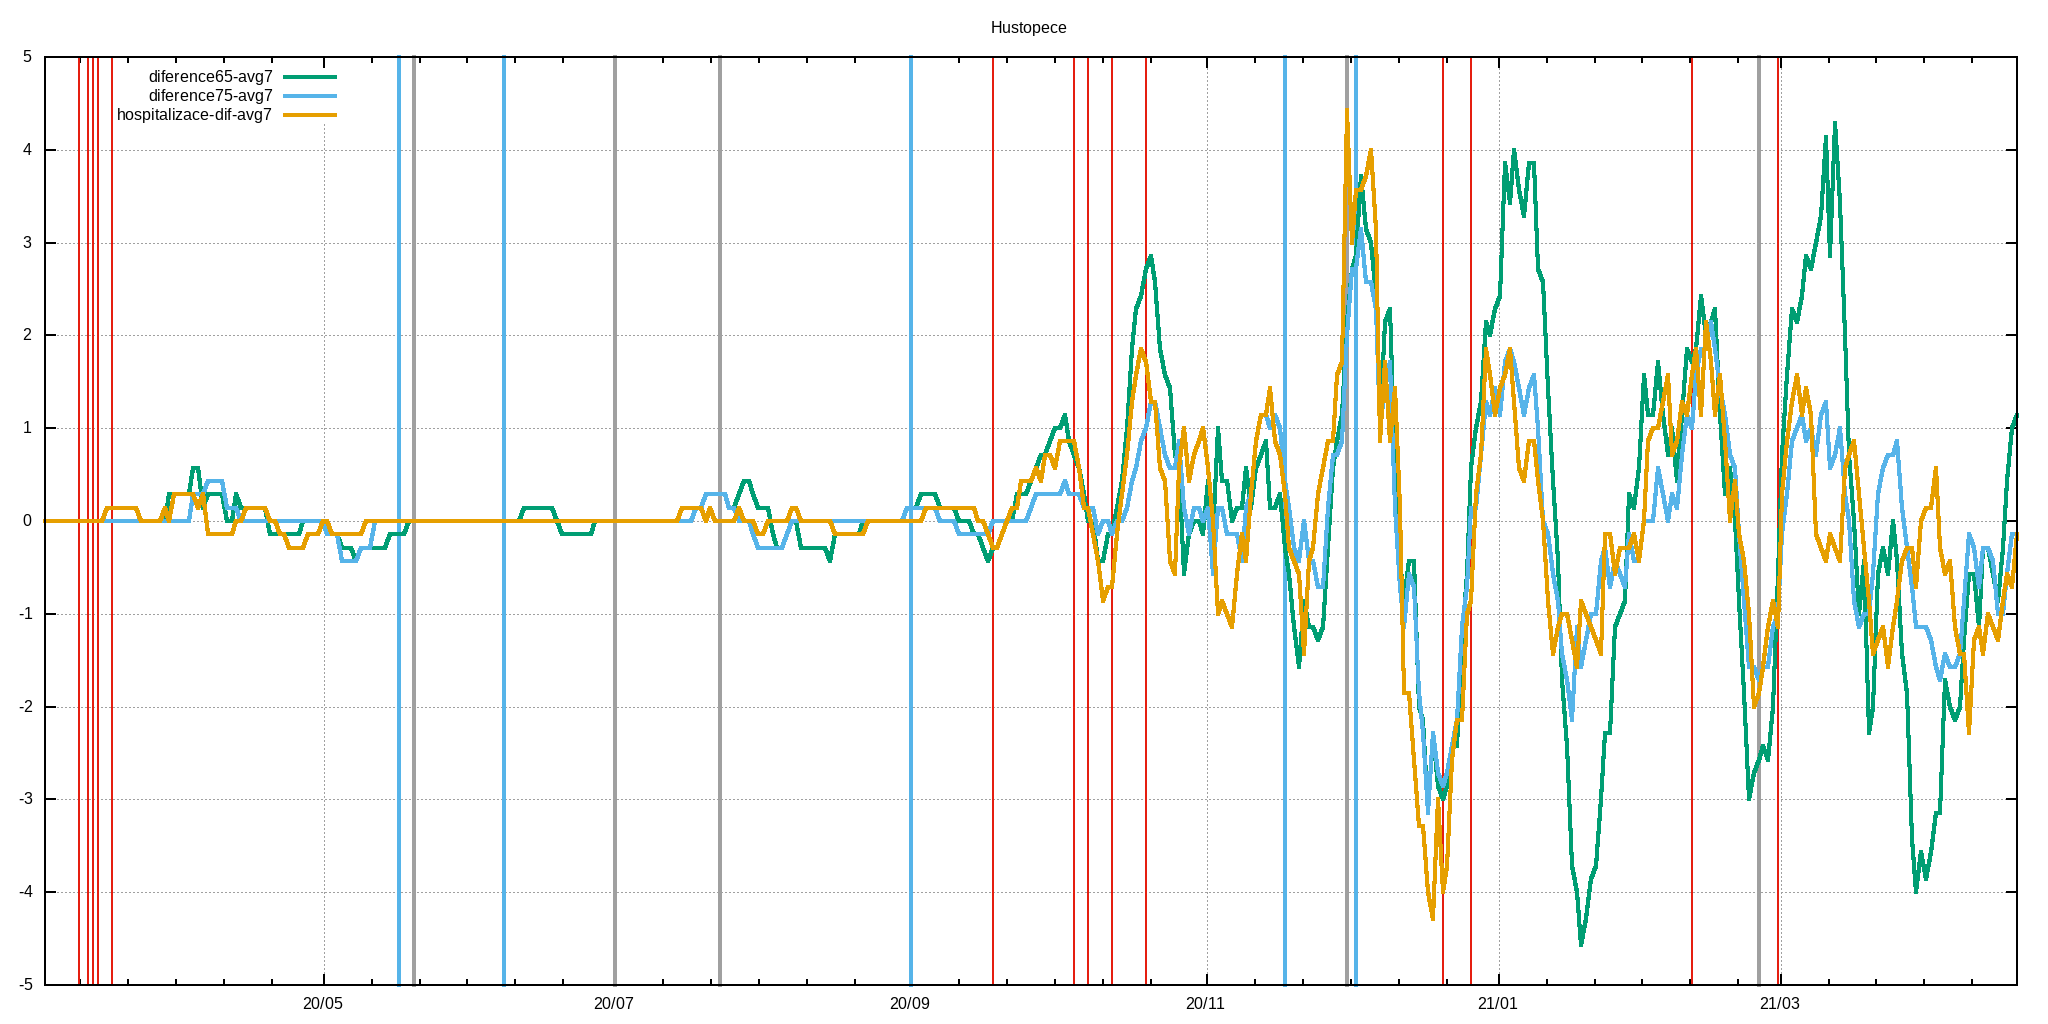 Hustopece
diference65-avg7
diference75-avg7
hospitalizace-dif-avg7
5
4
3
2
1
0
-1
-2
-3
-4
-5
20/05 20/07 20/09 20/11 21/01 21/03